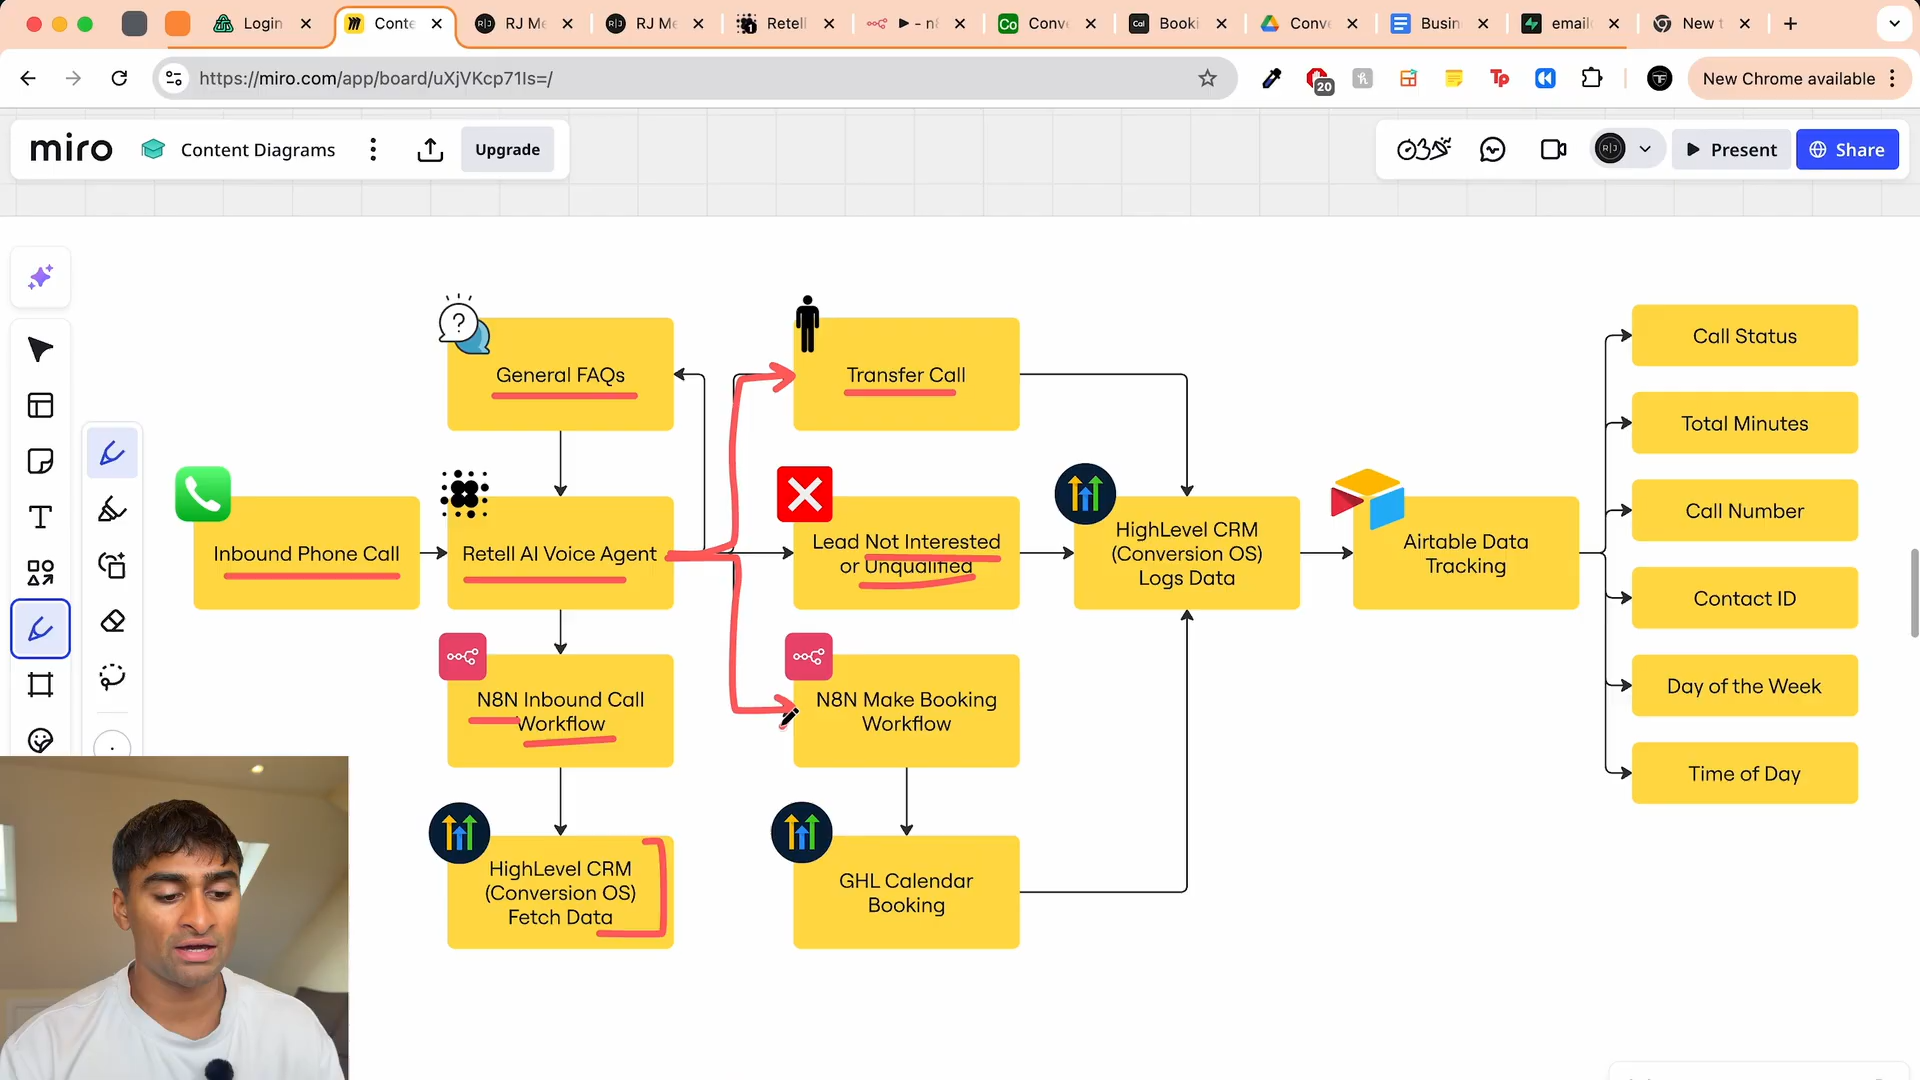 Login
Conte
RJ Me
RJ Me
Retell
- n8
Conv
Booki
Conv
Busin
email
New t
https://miro.com/app/board/uXjVKcp71Is=/
20
New Chrome available
miro
Content Diagrams
Upgrade
Present
Share
General FAQs
Transfer Call
Inbound Phone Call
Retell AI Voice Agent
Lead Not Interested
or Unqualified
HighLevel CRM
(Conversion OS)
Logs Data
Airtable Data
Tracking
N8N Inbound Call
Workflow
N8N Make Booking
Workflow
HighLevel CRM
(Conversion OS)
Fetch Data
GHL Calendar
Booking
Call Status
Total Minutes
Call Number
Contact ID
Day of the Week
Time of Day